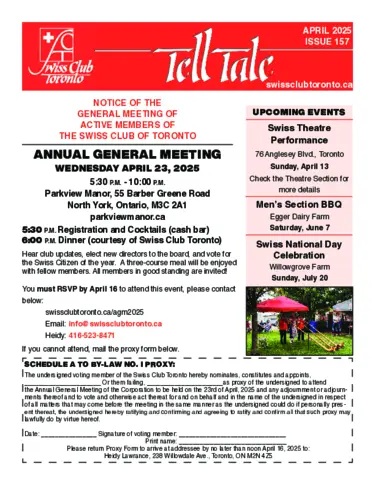 APRIL 2025
ISSUE 157
Swiss Club
Toronto
Tell Tale
swissclubtoronto.ca
NOTICE OF THE
GENERAL MEETING OF
ACTIVE MEMBERS OF
THE SWISS CLUB OF TORONTO
ANNUAL GENERAL MEETING
WEDNESDAY APRIL 23, 2025
5:30 P.M. - 10:00 P.M.
Parkview Manor, 55 Barber Greene Road
North York, Ontario, M3C 2A1
parkviewmanor.ca
5:30 P.M. Registration and Cocktails (cash bar)
6:00 P.M. Dinner (courtesy of Swiss Club Toronto)
Hear club updates, elect new directors to the board, and vote for
the Swiss Citizen of the year. A three-course meal will be enjoyed
with fellow members. All members in good standing are invited!
You must RSVP by April 16 to attend this event, please contact
below:
swissclubtoronto.ca/agm2025
Email: info@swissclubtoronto.ca
Heidy: 416-523-8471
If you cannot attend, mail the proxy form below.
UPCOMING EVENTS
Swiss Theatre
Performance
76 Anglesey Blvd., Toronto
Sunday, April 13
Check the Theatre Section for
more details
Men's Section BBQ
Egger Dairy Farm
Saturday, June 7
Swiss National Day
Celebration
Willowgrove Farm
Sunday, July 20
SCHEDULE A TO BY-LAW NO. I PROXY:
The undersigned voting member of the Swiss Club Toronto hereby nominates, constitutes and appoints,
____________________ Or them failing, ____________________ as proxy of the undersigned to attend
the Annual General Meeting of the Corporation to be held on the 23rd of April, 2025 and any adjournment or adjourn-
ments thereof and to vote and otherwise act thereat for and on behalf and in the name of the undersigned in respect
of all matters that may come before the meeting in the same manner as the undersigned could do if personally pres-
ent thereat, the undersigned hereby ratifying and confirming and agreeing to ratify and confirm all that such proxy may
lawfully do by virtue hereof.
Date: ________________ Signature of voting member: ______________________________
Print name: ______________________________
Please return Proxy Form to arrive at addressee by no later than noon April 16, 2025 to:
Heidy Lawrance, 238 Willowdale Ave., Toronto, ON M2N 4Z5